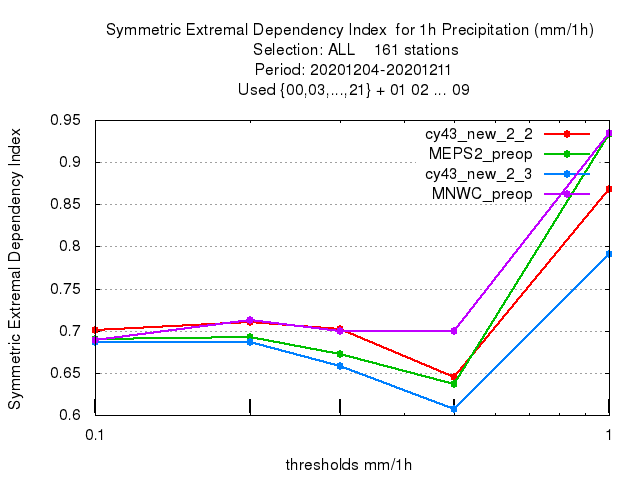 Symmetric Extremal Dependency Index  for 1h Precipitation (mm/1h)
Selection: ALL    161 stations
Period: 20201204-20201211
Used {00,03,...,21} + 01 02 ... 09
Symmetric Extremal Dependency Index
0.95
0.9
0.85
0.8
0.75
0.7
0.65
0.6
cy43_new_2_2
MEPS2_preop
cy43_new_2_3
MNWC_preop
0.1
1
thresholds mm/1h